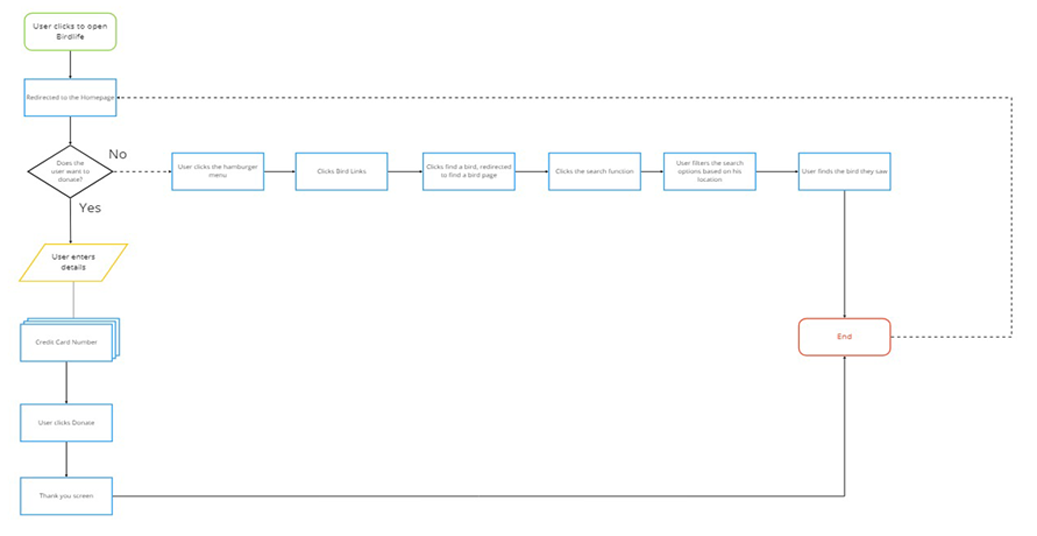 User clicks to open
Birdlife
Redirected to the Homepage
Does the
user want to
donate?
No
Yes
User clicks the hamburger
menu
Clicks Bird Links
Clicks find a bird, redirected
to find a bird page
Clicks the search function
User filters the search
options based on his
location
User finds the bird they saw
User enters
details
Credit Card Number
End
User clicks Donate
Thank you screen